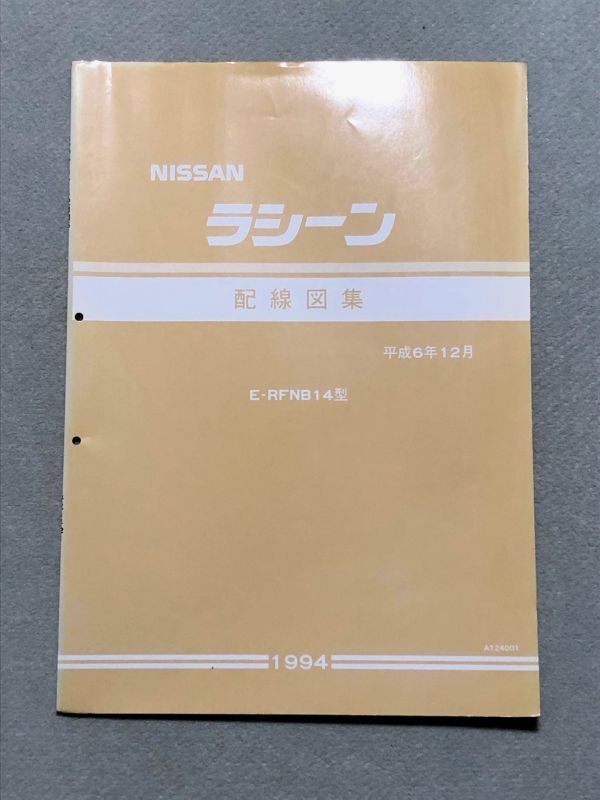 NISSAN
ラシーン
配線図集
平成6年12月
E-RFNB14型
A124001
1994